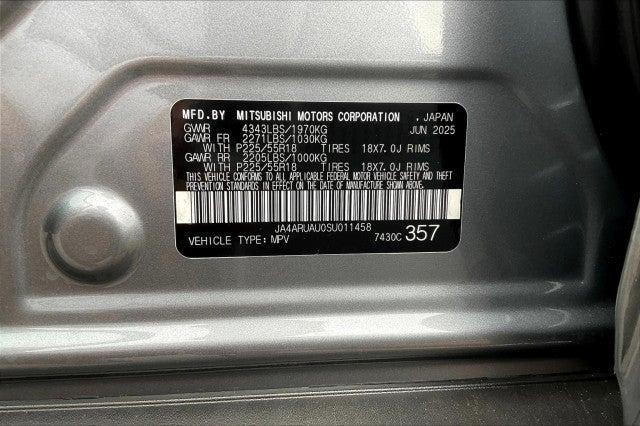 MFD.BY MITSUBISHI MOTORS CORPORATION , JAPAN
GVWR 4343LBS/1970KG JUN 2025
GAWR FR 2271LBS/1030KG
WITH P225/55R18 TIRES 18X7.0J RIMS
GAWR RR 2205LBS/1000KG
WITH P225/55R18 TIRES 18X7.0J RIMS
THIS VEHICLE CONFORMS TO ALL APPLICABLE FEDERAL MOTOR VEHICLE SAFETY AND THEFT
PREVENTION STANDARDS IN EFFECT ON THE DATE OF MANUFACTURE SHOWN ABOVE.
JA4ARUAU0SU011458
VEHICLE TYPE: MPV 7430C 357